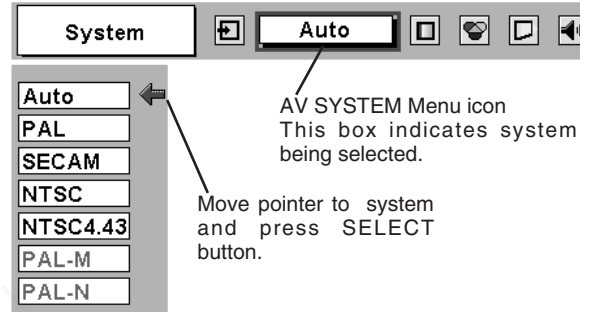 System
Auto
Auto
PAL
SECAM
NTSC
NTSC4.43
PAL-M
PAL-N
AV SYSTEM Menu icon
This box indicates system
being selected.
Move pointer to system
and press SELECT
button.